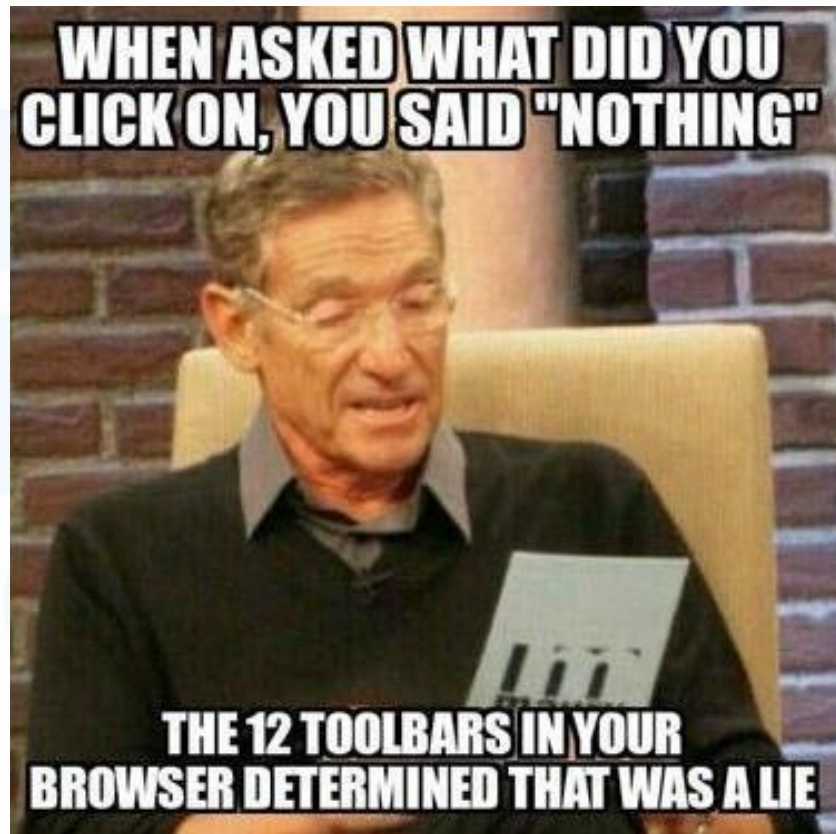 WHEN ASKED WHAT DID YOU
CLICK ON, YOU SAID "NOTHING"
THE 12 TOOLBARS IN YOUR
BROWSER DETERMINED THAT WAS A LIE